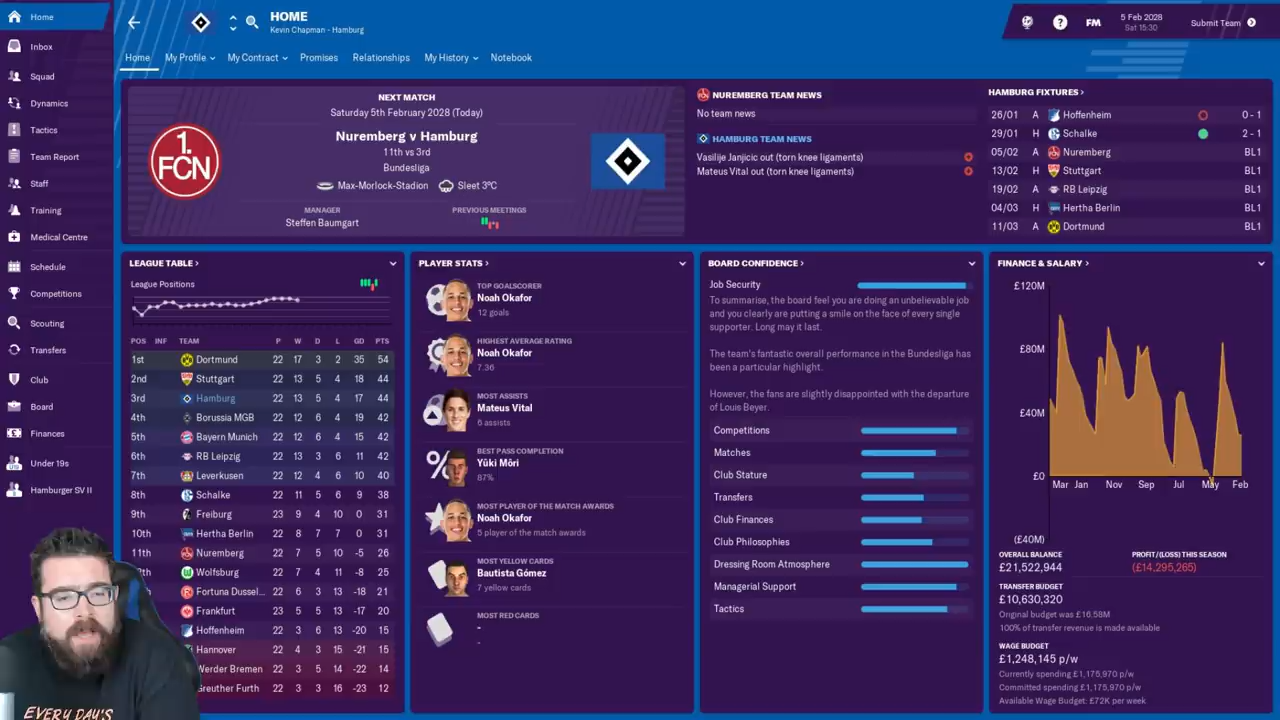 Home
HOME
Kevin Chapman - Hamburg
FM
5 Feb 2028
Sat 15:30
Submit Team
Inbox
Squad
Dynamics
Tactics
Team Report
Staff
Training
Medical Centre
Schedule
Competitions
Scouting
Transfers
Club
Board
Finances
Under 19s
Hamburger SV II
Home
My Profile
My Contract
Promises
Relationships
My History
Notebook
NEXT MATCH
Saturday 5th February 2028 (Today)
1.
FCN
Nuremberg v Hamburg
11th vs 3rd
Bundesliga
Max-Morlock-Stadion
Sleet 3°C
MANAGER
Steffen Baumgart
PREVIOUS MEETINGS
NUREMBERG TEAM NEWS
No team news
HAMBURG TEAM NEWS
Vasilije Janjicic out (torn knee ligaments)
Mateus Vital out (torn knee ligaments)
HAMBURG FIXTURES >
26/01 A Hoffenheim 0 - 1
29/01 H Schalke 2 - 1
05/02 A Nuremberg BL1
13/02 H Stuttgart BL1
19/02 A RB Leipzig BL1
04/03 H Hertha Berlin BL1
11/03 A Dortmund BL1
LEAGUE TABLE >
League Positions
POS INF TEAM P W D L GD PTS
1st Dortmund 22 17 3 2 35 54
2nd Stuttgart 22 13 5 4 18 44
3rd Hamburg 22 13 5 4 17 44
4th Borussia MGB 22 12 6 4 19 42
5th Bayern Munich 22 12 6 4 15 42
6th RB Leipzig 22 13 3 6 11 42
7th Leverkusen 22 12 4 6 10 40
8th Schalke 22 11 5 6 9 38
9th Freiburg 23 9 4 10 0 31
10th Hertha Berlin 22 8 7 7 0 31
11th Nuremberg 22 7 5 10 -5 26
Wolfsburg 22 7 4 11 -8 25
Fortuna Dussel... 22 6 3 13 -18 21
Frankfurt 23 5 5 13 -17 20
Hoffenheim 22 3 6 13 -20 15
Hannover 22 4 3 15 -21 15
Werder Bremen 22 3 5 14 -22 14
Greuther Furth 22 3 3 16 -23 12
PLAYER STATS >
TOP GOALSCORER
Noah Okafor
12 goals
HIGHEST AVERAGE RATING
Noah Okafor
7.36
MOST ASSISTS
Mateus Vital
6 assists
BEST PASS COMPLETION
Yūki Mōri
87%
MOST PLAYER OF THE MATCH AWARDS
Noah Okafor
5 player of the match awards
MOST YELLOW CARDS
Bautista Gómez
7 yellow cards
MOST RED CARDS
-
-
BOARD CONFIDENCE >
Job Security
To summarise, the board feel you are doing an unbelievable job
and you clearly are putting a smile on the face of every single
supporter. Long may it last.
The team's fantastic overall performance in the Bundesliga has
been a particular highlight.
However, the fans are slightly disappointed with the departure
of Louis Beyer.
Competitions
Matches
Club Stature
Transfers
Club Finances
Club Philosophies
Dressing Room Atmosphere
Managerial Support
Tactics
FINANCE & SALARY >
£120M
£80M
£40M
£0
(£40M)
Mar Jan Nov Sep Jul May Feb
OVERALL BALANCE
£21,522,944
PROFIT/(LOSS) THIS SEASON
(£14,295,265)
TRANSFER BUDGET
£10,630,320
Original budget was £16.58M
100% of transfer revenue is made available
WAGE BUDGET
£1,248,145 p/w
Currently spending £1,175,970 p/w
Committed spending £1,175,970 p/w
Available Wage Budget: £72K per week
EVERY DAY'S